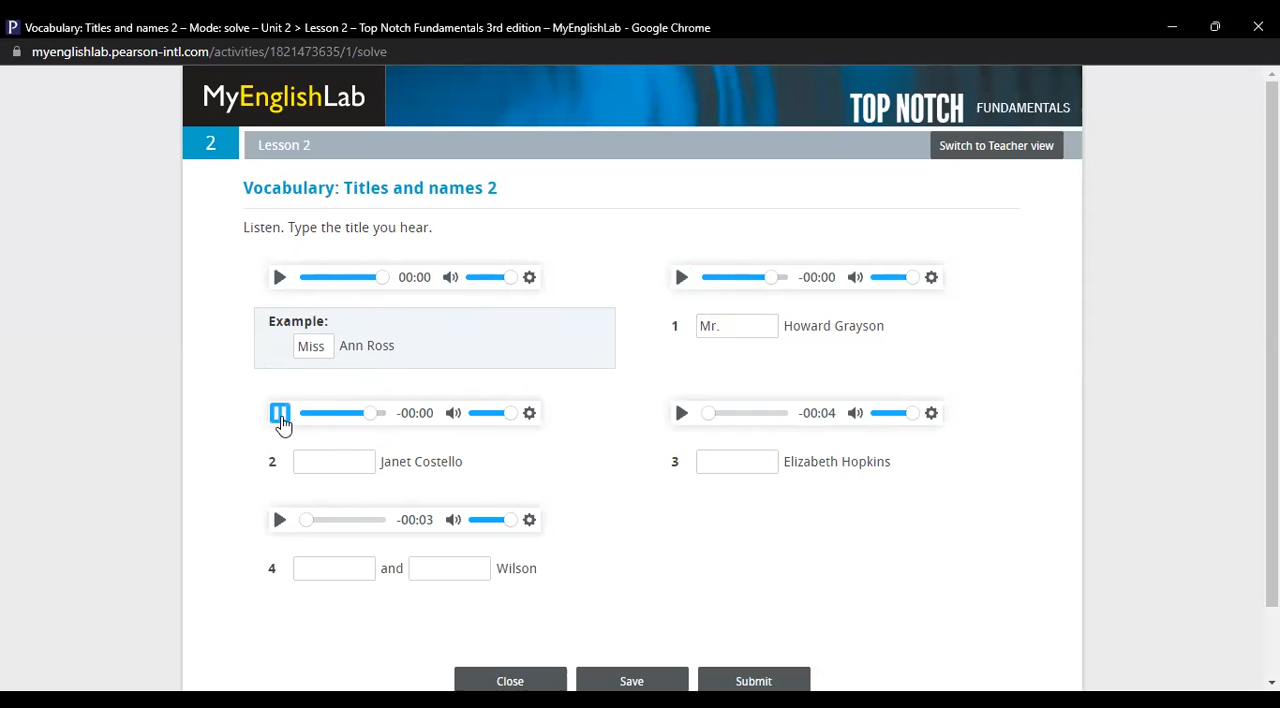 Vocabulary: Titles and names 2 – Mode: solve – Unit 2 > Lesson 2 – Top Notch Fundamentals 3rd edition – MyEnglishLab - Google Chrome
myenglishlab.pearson-intl.com/activities/1821473635/1/solve
MyEnglishLab
TOP NOTCH FUNDAMENTALS
2 Lesson 2 Switch to Teacher view
Vocabulary: Titles and names 2
Listen. Type the title you hear.
00:00 -00:00
Example:
Miss Ann Ross
1 Mr. Howard Grayson
-00:00 -00:04
2 Janet Costello 3 Elizabeth Hopkins
-00:03
4 and Wilson
Close Save Submit